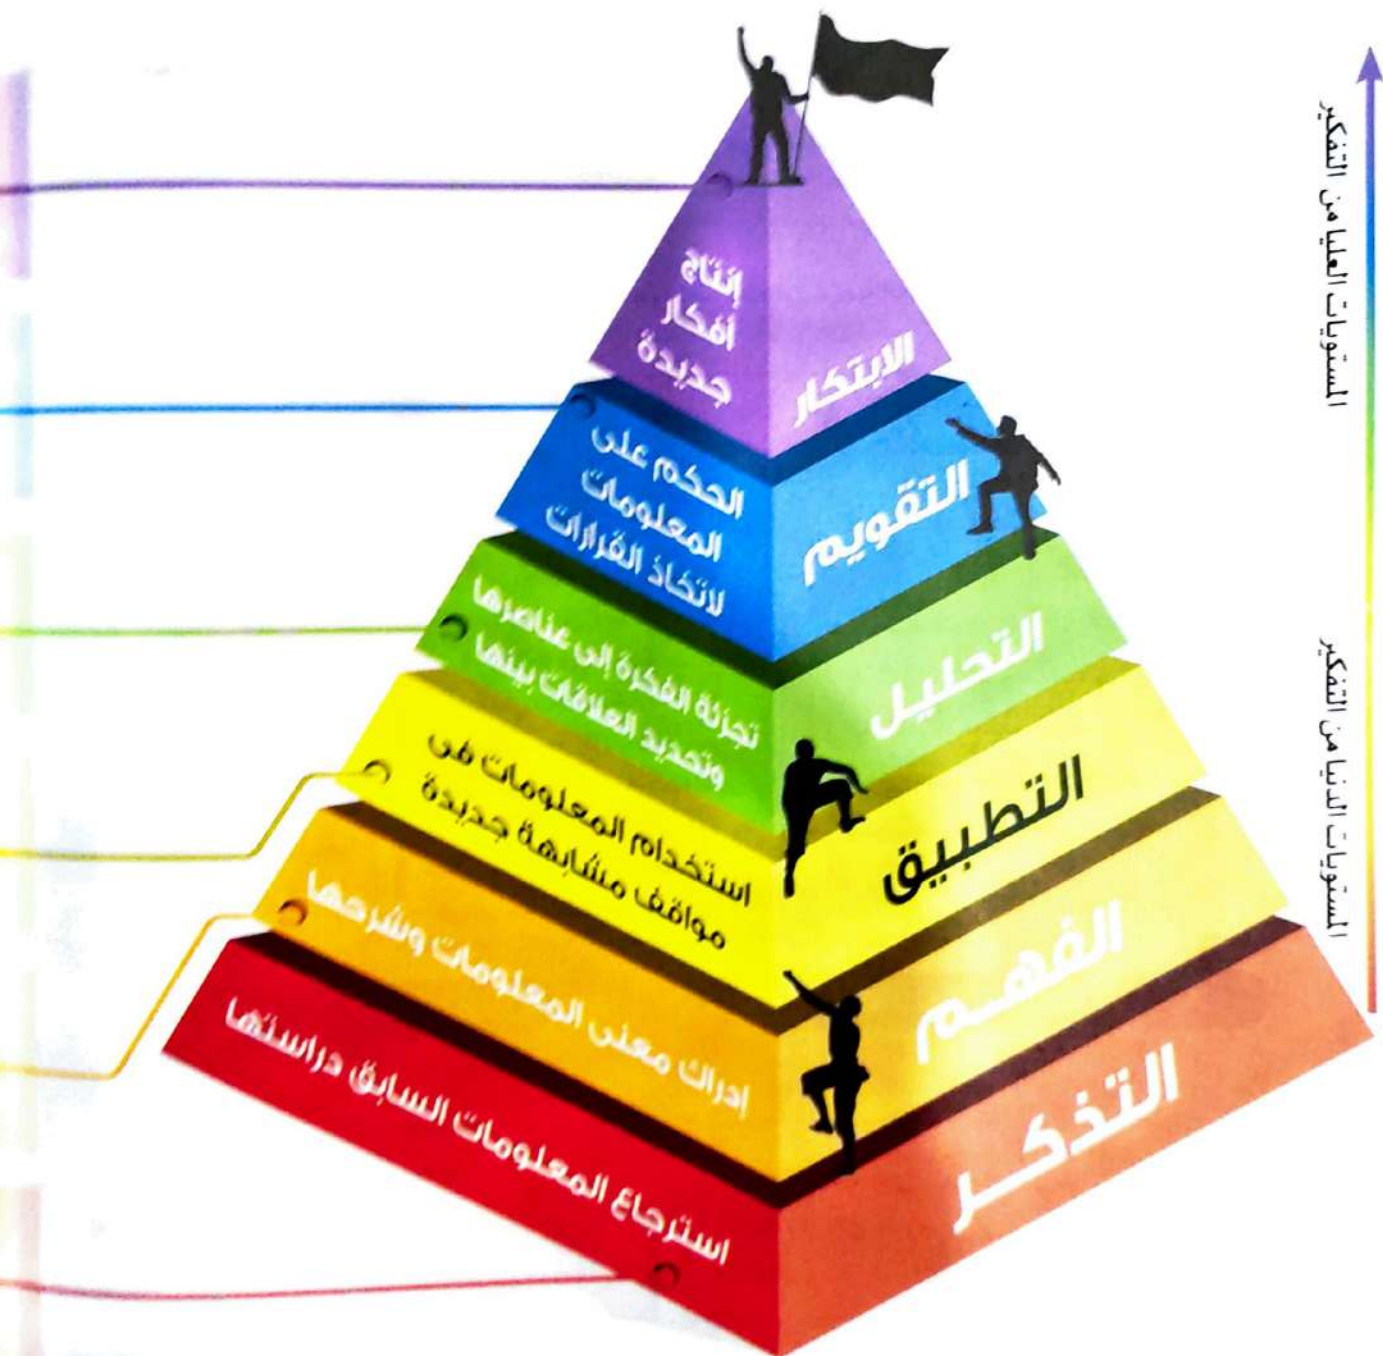 إنتاج
أفكار
جديدة
الابتكار
الحكم على
المعلومات
لاتخاذ القرارات
التقويم
تجزئة الفكرة إلى عناصرها
وتحديد العلاقات بينها
التحليل
استخدام المعلومات فى
مواقف مشابهة جديدة
التطبيق
إدراك معنى المعلومات وشرحها
الفهم
استرجاع المعلومات السابق دراستها
التذكر
المستويات العليا من التفكير
المستويات الدنيا من التفكير